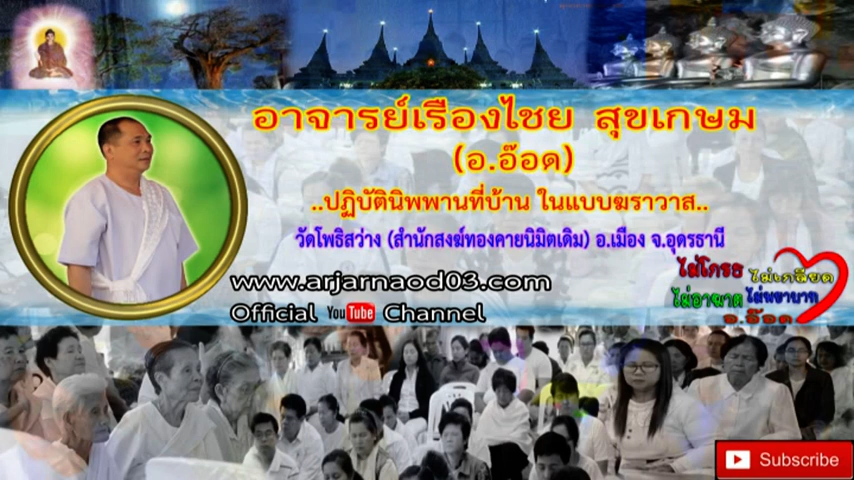 อาจารย์เรืองไชย สุขเกษม
(อ.อ๊อด)
..ปฏิบัตินิพพานที่บ้าน ในแบบฆราวาส..
วัดโพธิสว่าง (สำนักสงฆ์ทองคายนิมิตเดิม) อ.เมือง จ.อุดรธานี
ไม่โกรธ ไม่เกลียด
ไม่อาฆาต ไม่พยาบาท
อ.อ๊อด
www.arjarnaod03.com
Official YouTube Channel
Subscribe